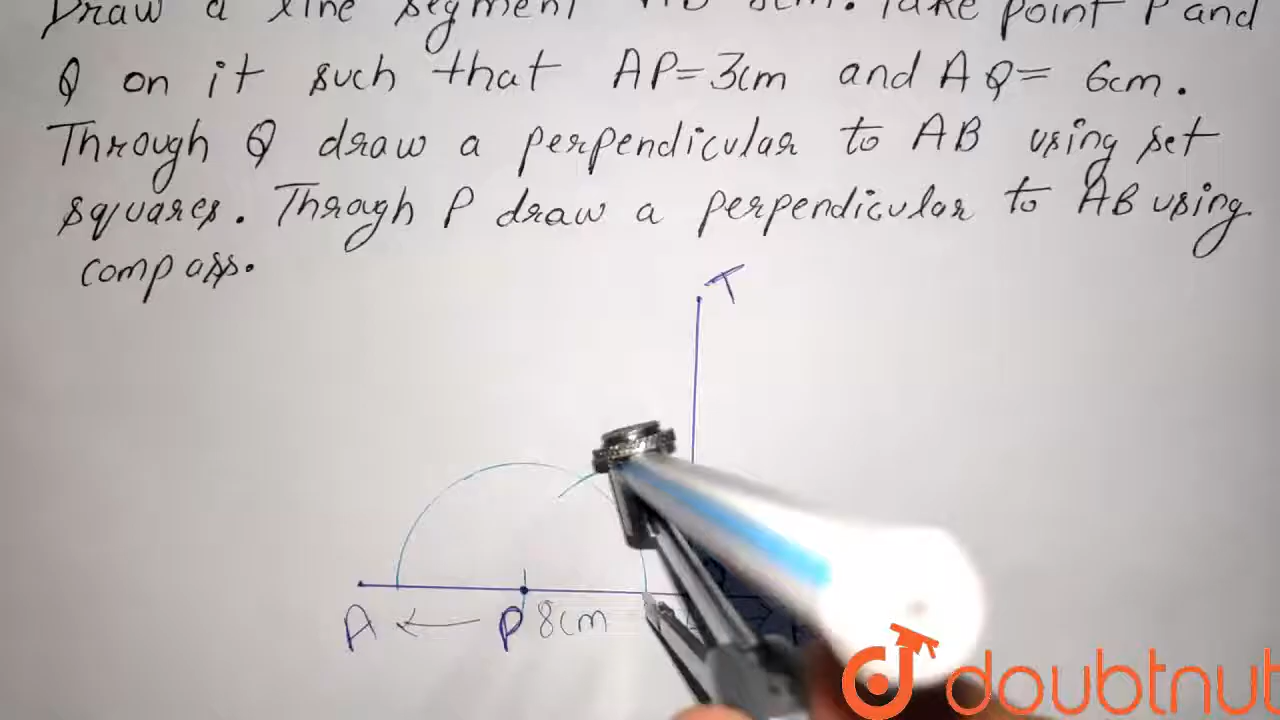 Draw a line segment AB 8cm. Take point P and
Q on it such that AP=3cm and AQ= 6cm.
Through Q draw a perpendicular to AB using set
squares. Through P draw a perpendicular to AB using
compass.
T
A
P 8cm
doubtnut